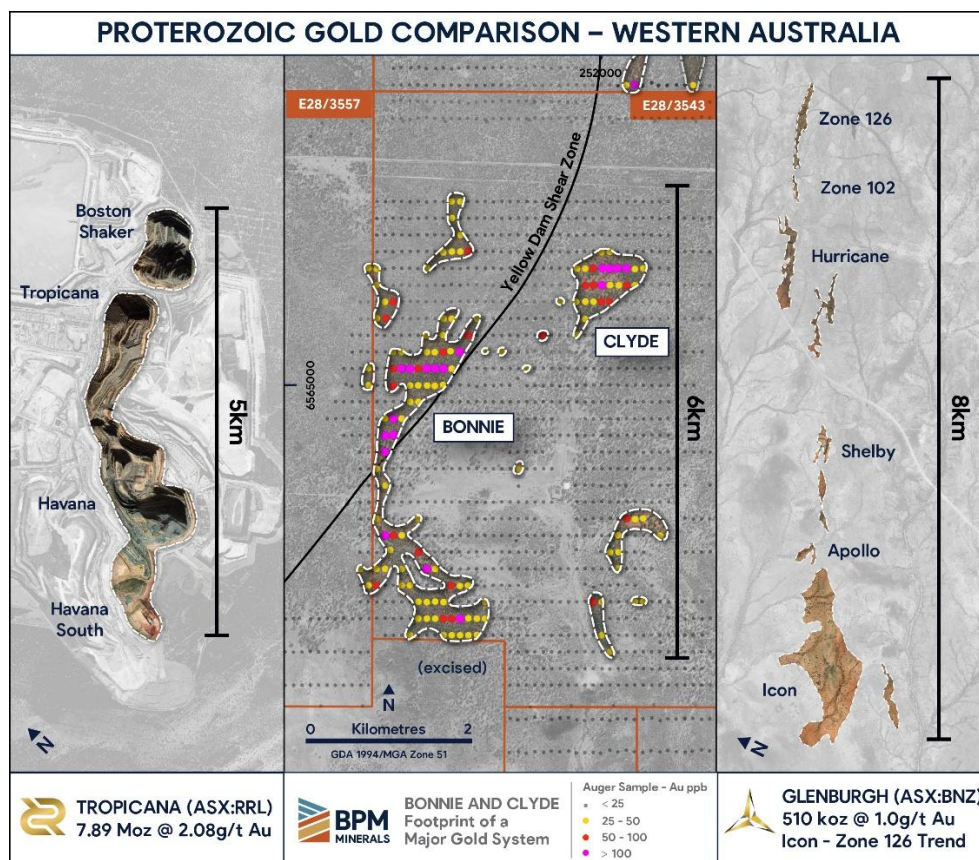 PROTEROZOIC GOLD COMPARISON – WESTERN AUSTRALIA
Boston
Shaker
Tropicana
Havana
Havana
South
5km
N
E28/3557
252000
E28/3543
Yellow Dam Shear Zone
6565000
CLYDE
BONNIE
6km
(excised)
N
0 Kilometres 2
GDA 1994/MGA Zone 51
Zone 126
Zone 102
Hurricane
Shelby
Apollo
Icon
8km
N
TROPICANA (ASX:RRL)
7.89 Moz @ 2.08g/t Au
BPM
MINERALS
BONNIE AND CLYDE
Footprint of a
Major Gold System
Auger Sample - Au ppb
< 25
25 - 50
50 - 100
> 100
GLENBURGH (ASX:BNZ)
510 koz @ 1.0g/t Au
Icon - Zone 126 Trend